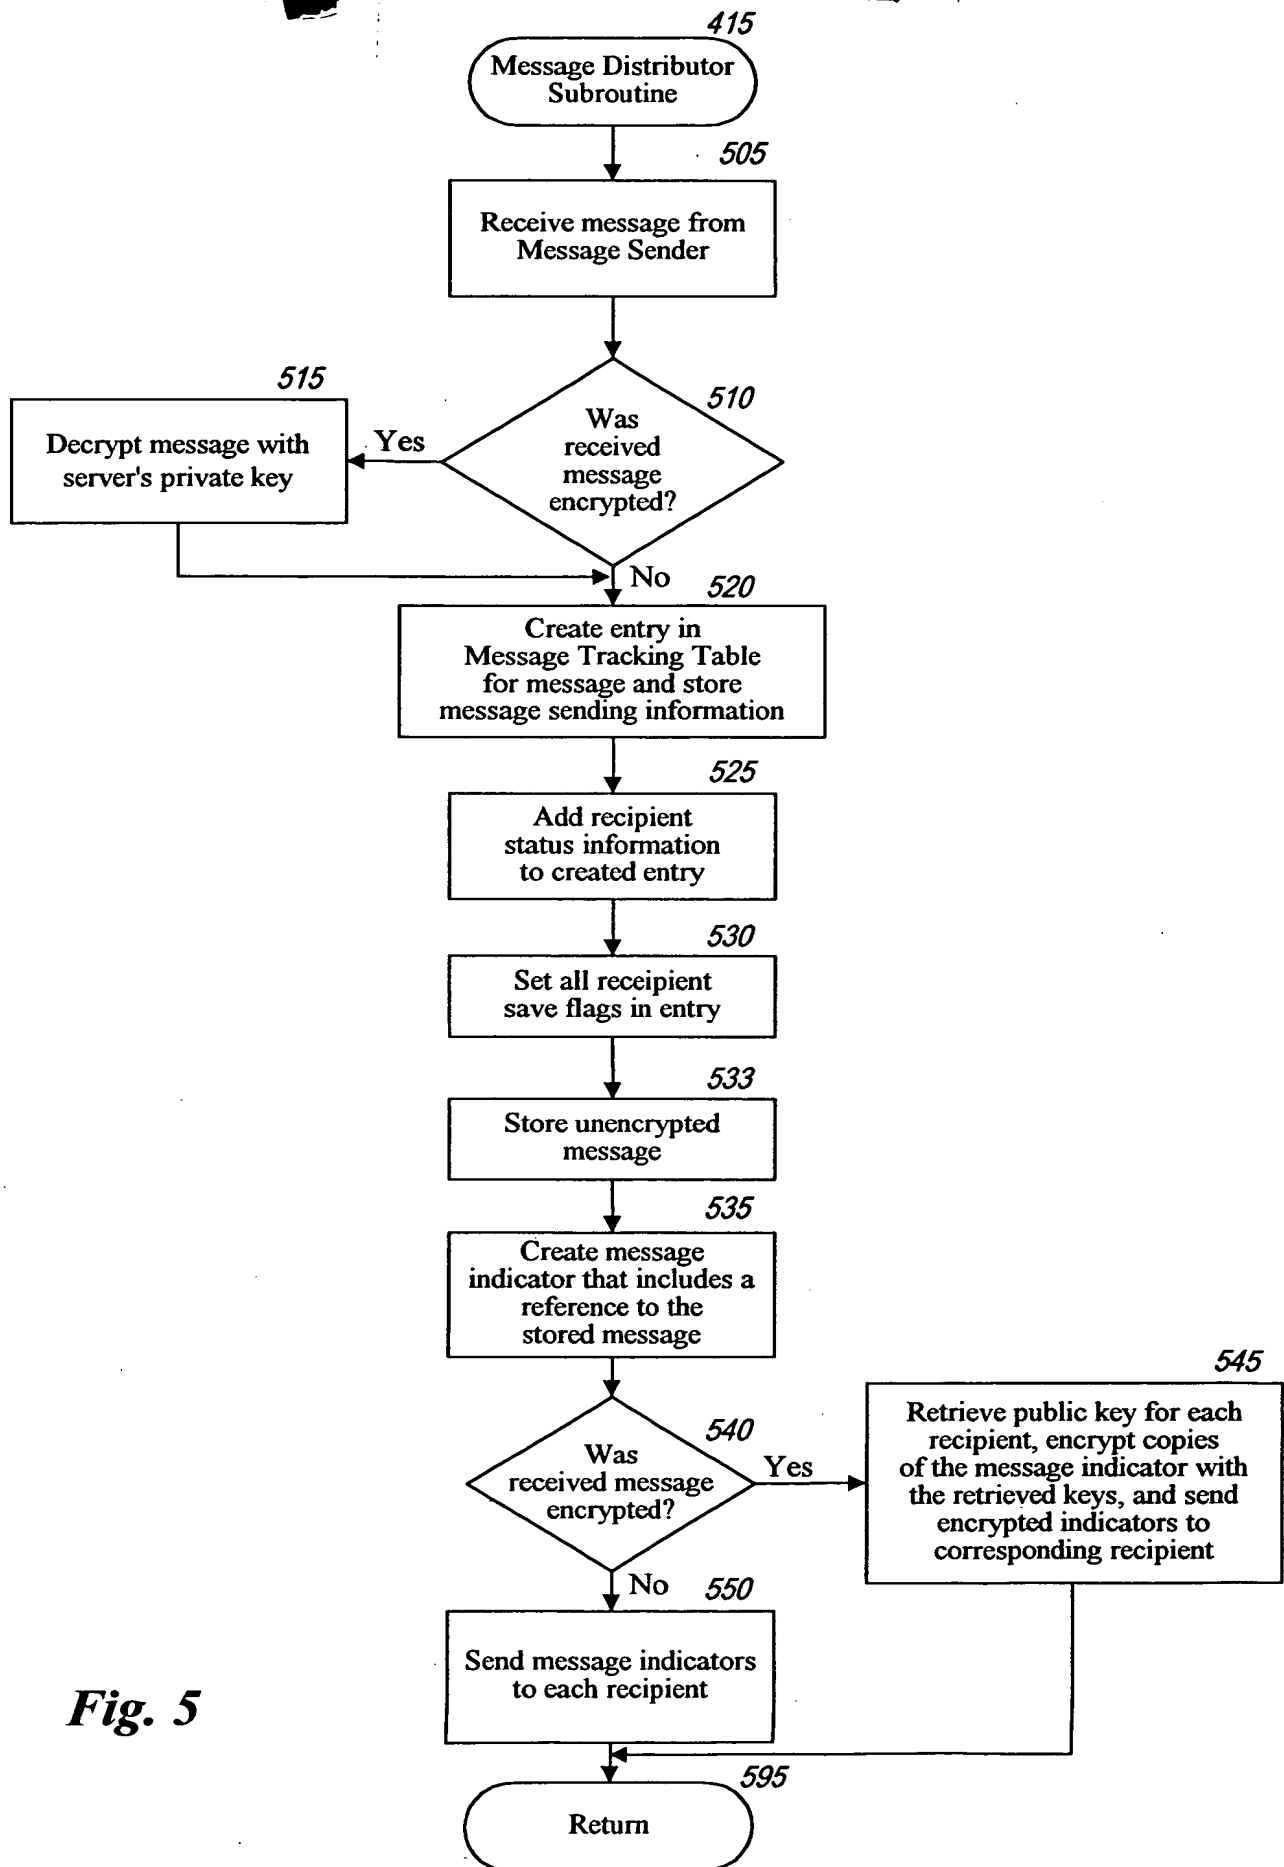 415
Message Distributor
Subroutine
505
Receive message from
Message Sender
510
Was
received
message
encrypted?
Yes
515
Decrypt message with
server's private key
No
520
Create entry in
Message Tracking Table
for message and store
message sending information
525
Add recipient
status information
to created entry
530
Set all receipient
save flags in entry
533
Store unencrypted
message
535
Create message
indicator that includes a
reference to the
stored message
540
Was
received message
encrypted?
Yes
545
Retrieve public key for each
recipient, encrypt copies
of the message indicator with
the retrieved keys, and send
encrypted indicators to
corresponding recipient
No
550
Send message indicators
to each recipient
Fig. 5
595
Return